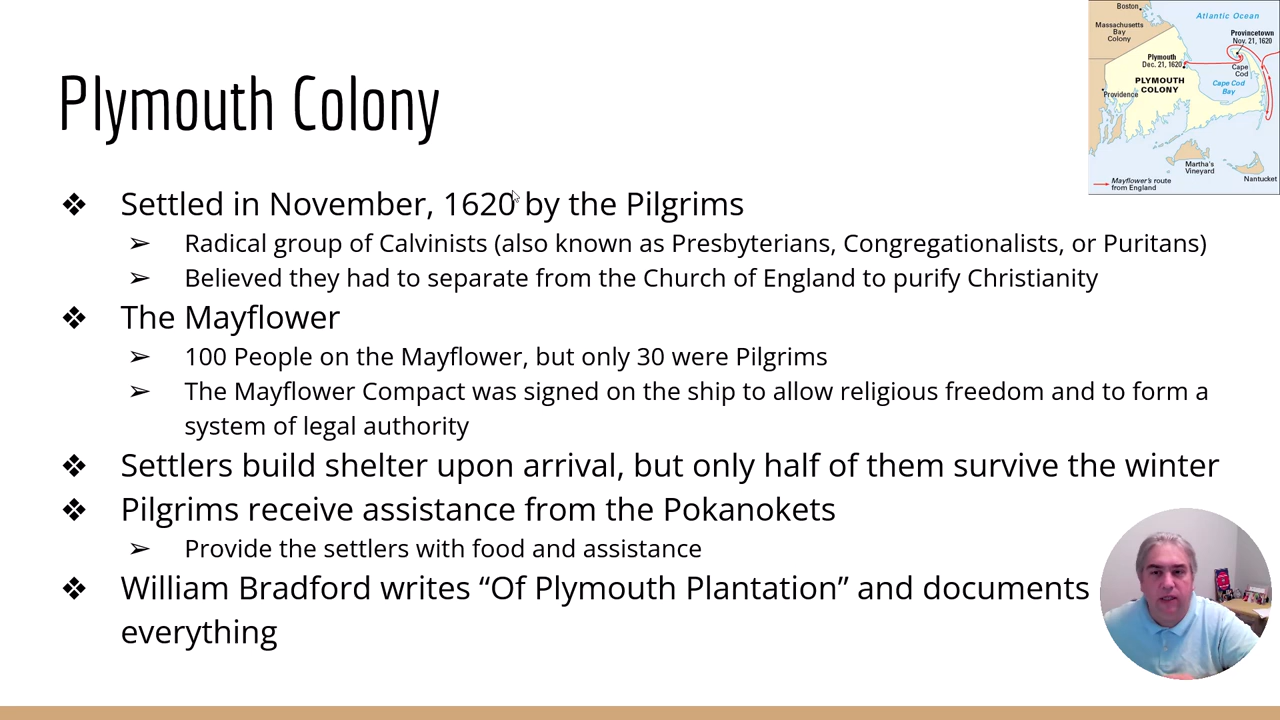 Plymouth Colony
❖ Settled in November, 1620 by the Pilgrims
➢ Radical group of Calvinists (also known as Presbyterians, Congregationalists, or Puritans)
➢ Believed they had to separate from the Church of England to purify Christianity
❖ The Mayflower
➢ 100 People on the Mayflower, but only 30 were Pilgrims
➢ The Mayflower Compact was signed on the ship to allow religious freedom and to form a
system of legal authority
❖ Settlers build shelter upon arrival, but only half of them survive the winter
❖ Pilgrims receive assistance from the Pokanokets
➢ Provide the settlers with food and assistance
❖ William Bradford writes “Of Plymouth Plantation” and documents
everything
Boston
Atlantic Ocean
Massachusetts
Bay
Colony
Provincetown
Nov. 21, 1620
Plymouth
Dec. 21, 1620
Cape
Cod
PLYMOUTH
COLONY
Cape Cod
Bay
Providence
Martha's
Vineyard
Nantucket
Mayflower's route
from England